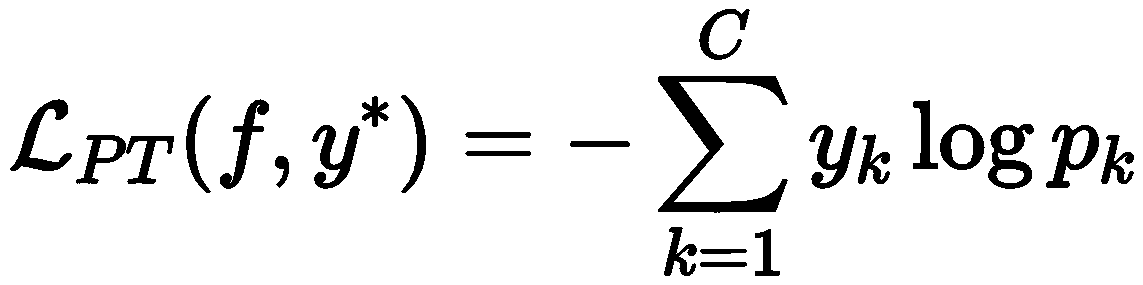 $\mathcal{L}_{PT}(f, y^*) = -\sum_{k=1}^{C} y_k \log p_k$